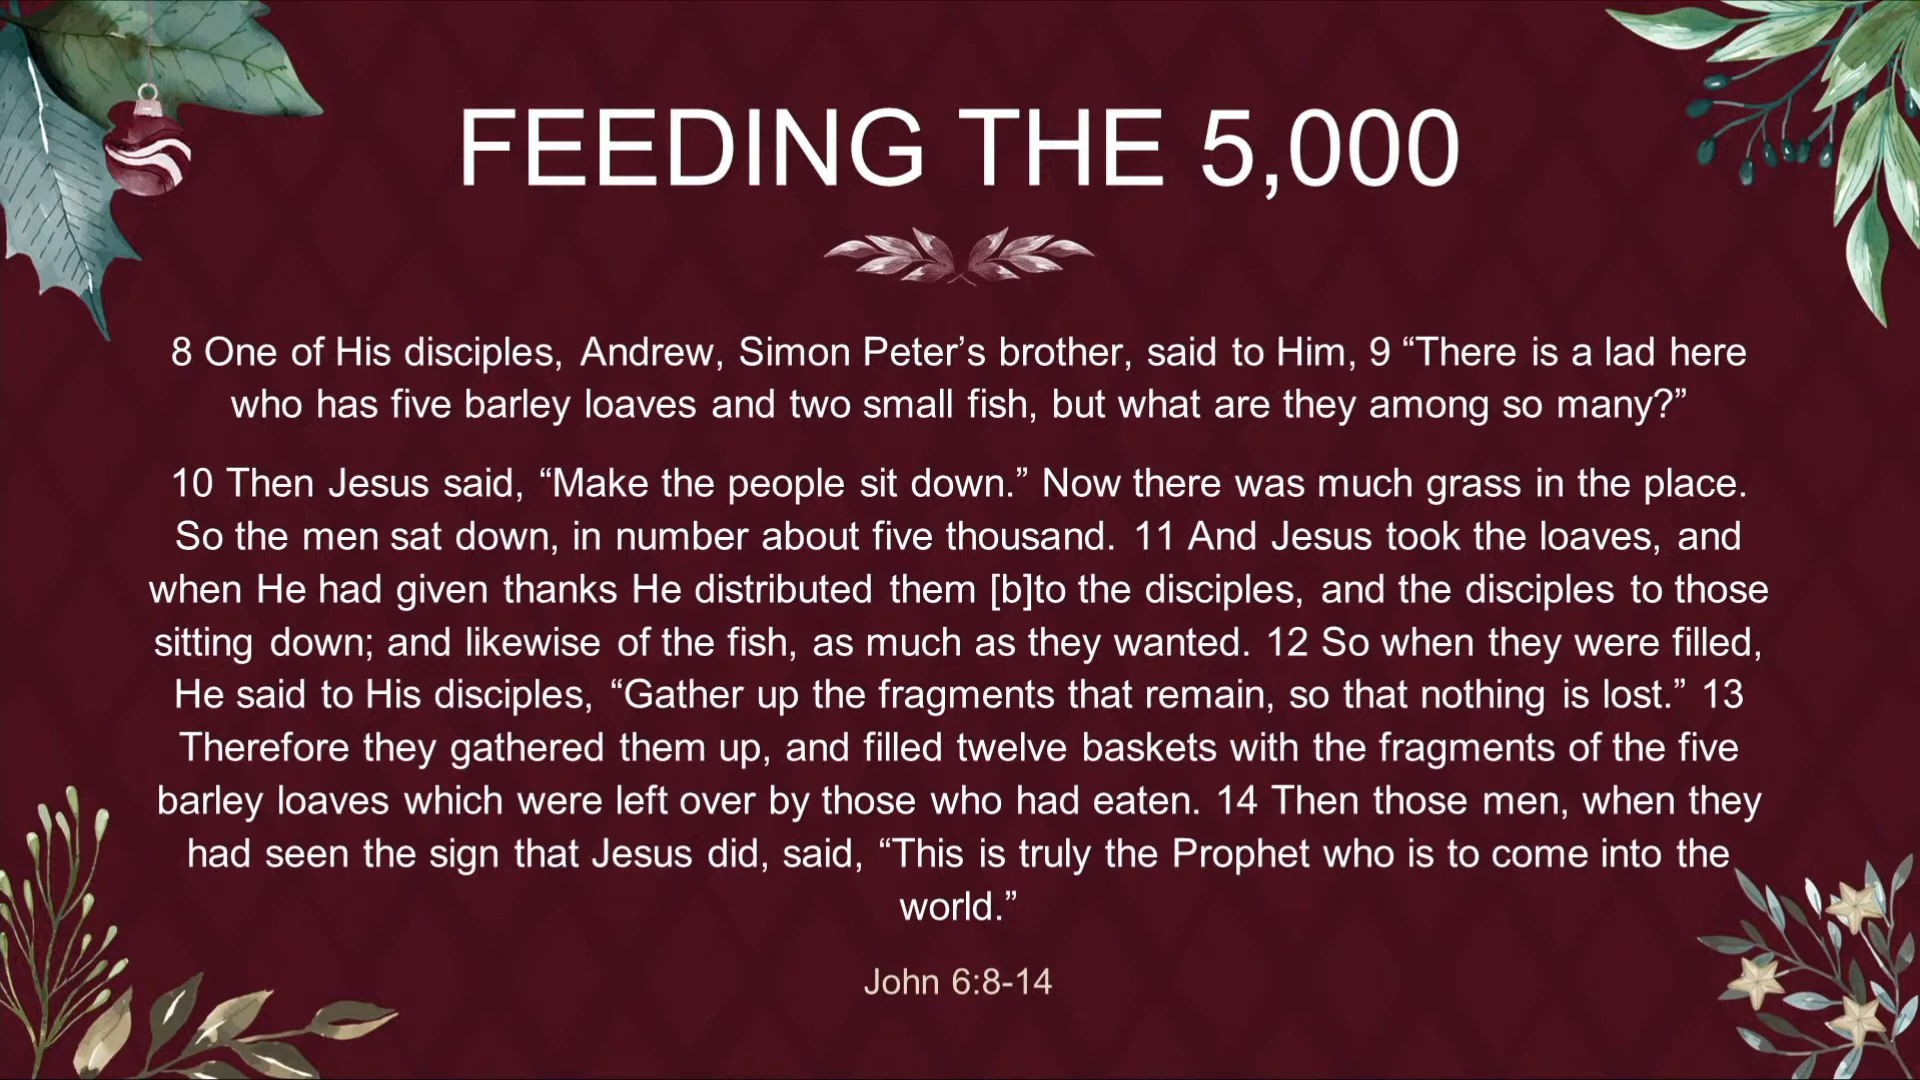 FEEDING THE 5,000
8 One of His disciples, Andrew, Simon Peter’s brother, said to Him, 9 “There is a lad here
who has five barley loaves and two small fish, but what are they among so many?”
10 Then Jesus said, “Make the people sit down.” Now there was much grass in the place.
So the men sat down, in number about five thousand. 11 And Jesus took the loaves, and
when He had given thanks He distributed them [b]to the disciples, and the disciples to those
sitting down; and likewise of the fish, as much as they wanted. 12 So when they were filled,
He said to His disciples, “Gather up the fragments that remain, so that nothing is lost.” 13
Therefore they gathered them up, and filled twelve baskets with the fragments of the five
barley loaves which were left over by those who had eaten. 14 Then those men, when they
had seen the sign that Jesus did, said, “This is truly the Prophet who is to come into the
world.”
John 6:8-14